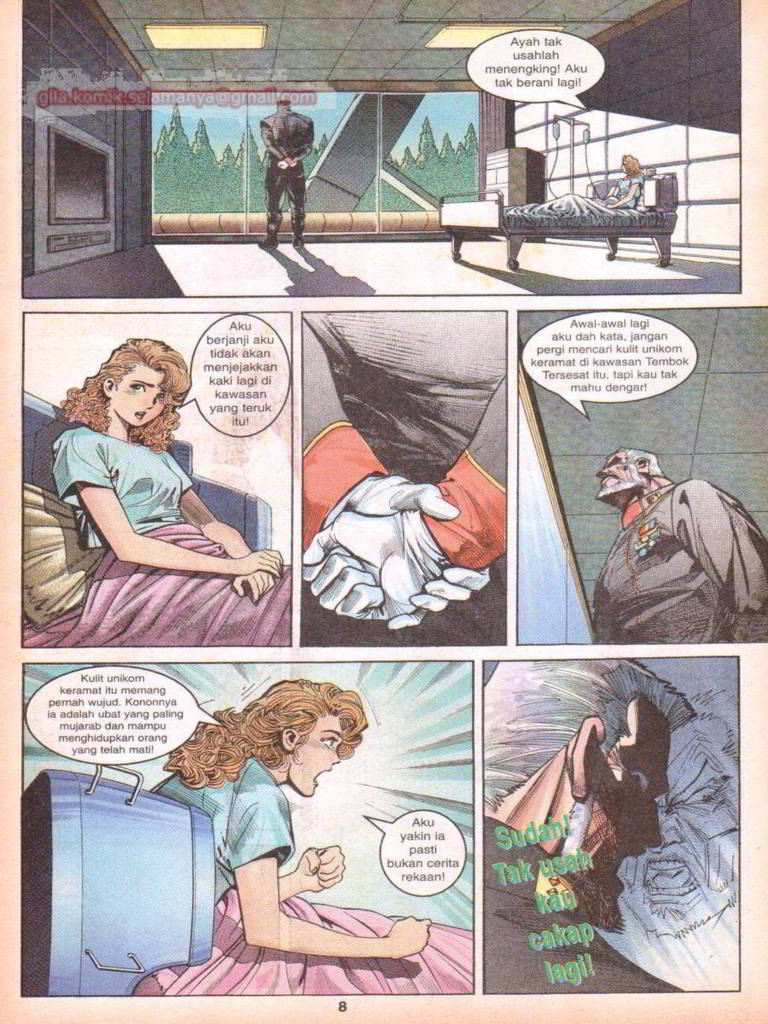 gila.komik.selamanya@gmail.com
Ayah tak
usahlah
menengking! Aku
tak berani lagi!
Aku
berjanji aku
tidak akan
menjejakkan
kaki lagi di
kawasan
yang teruk
itu!
Awal-awal lagi
aku dah kata, jangan
pergi mencari kulit unikorn
keramat di kawasan Tembok
Tersesat itu, tapi kau tak
mahu dengar!
Kulit unikorn
keramat itu memang
pernah wujud. Kononnya
ia adalah ubat yang paling
mujarab dan mampu
menghidupkan orang
yang telah mati!
Aku
yakin ia
pasti
bukan cerita
rekaan!
Sudah!
Tak usah
kau
cakap
lagi!
8